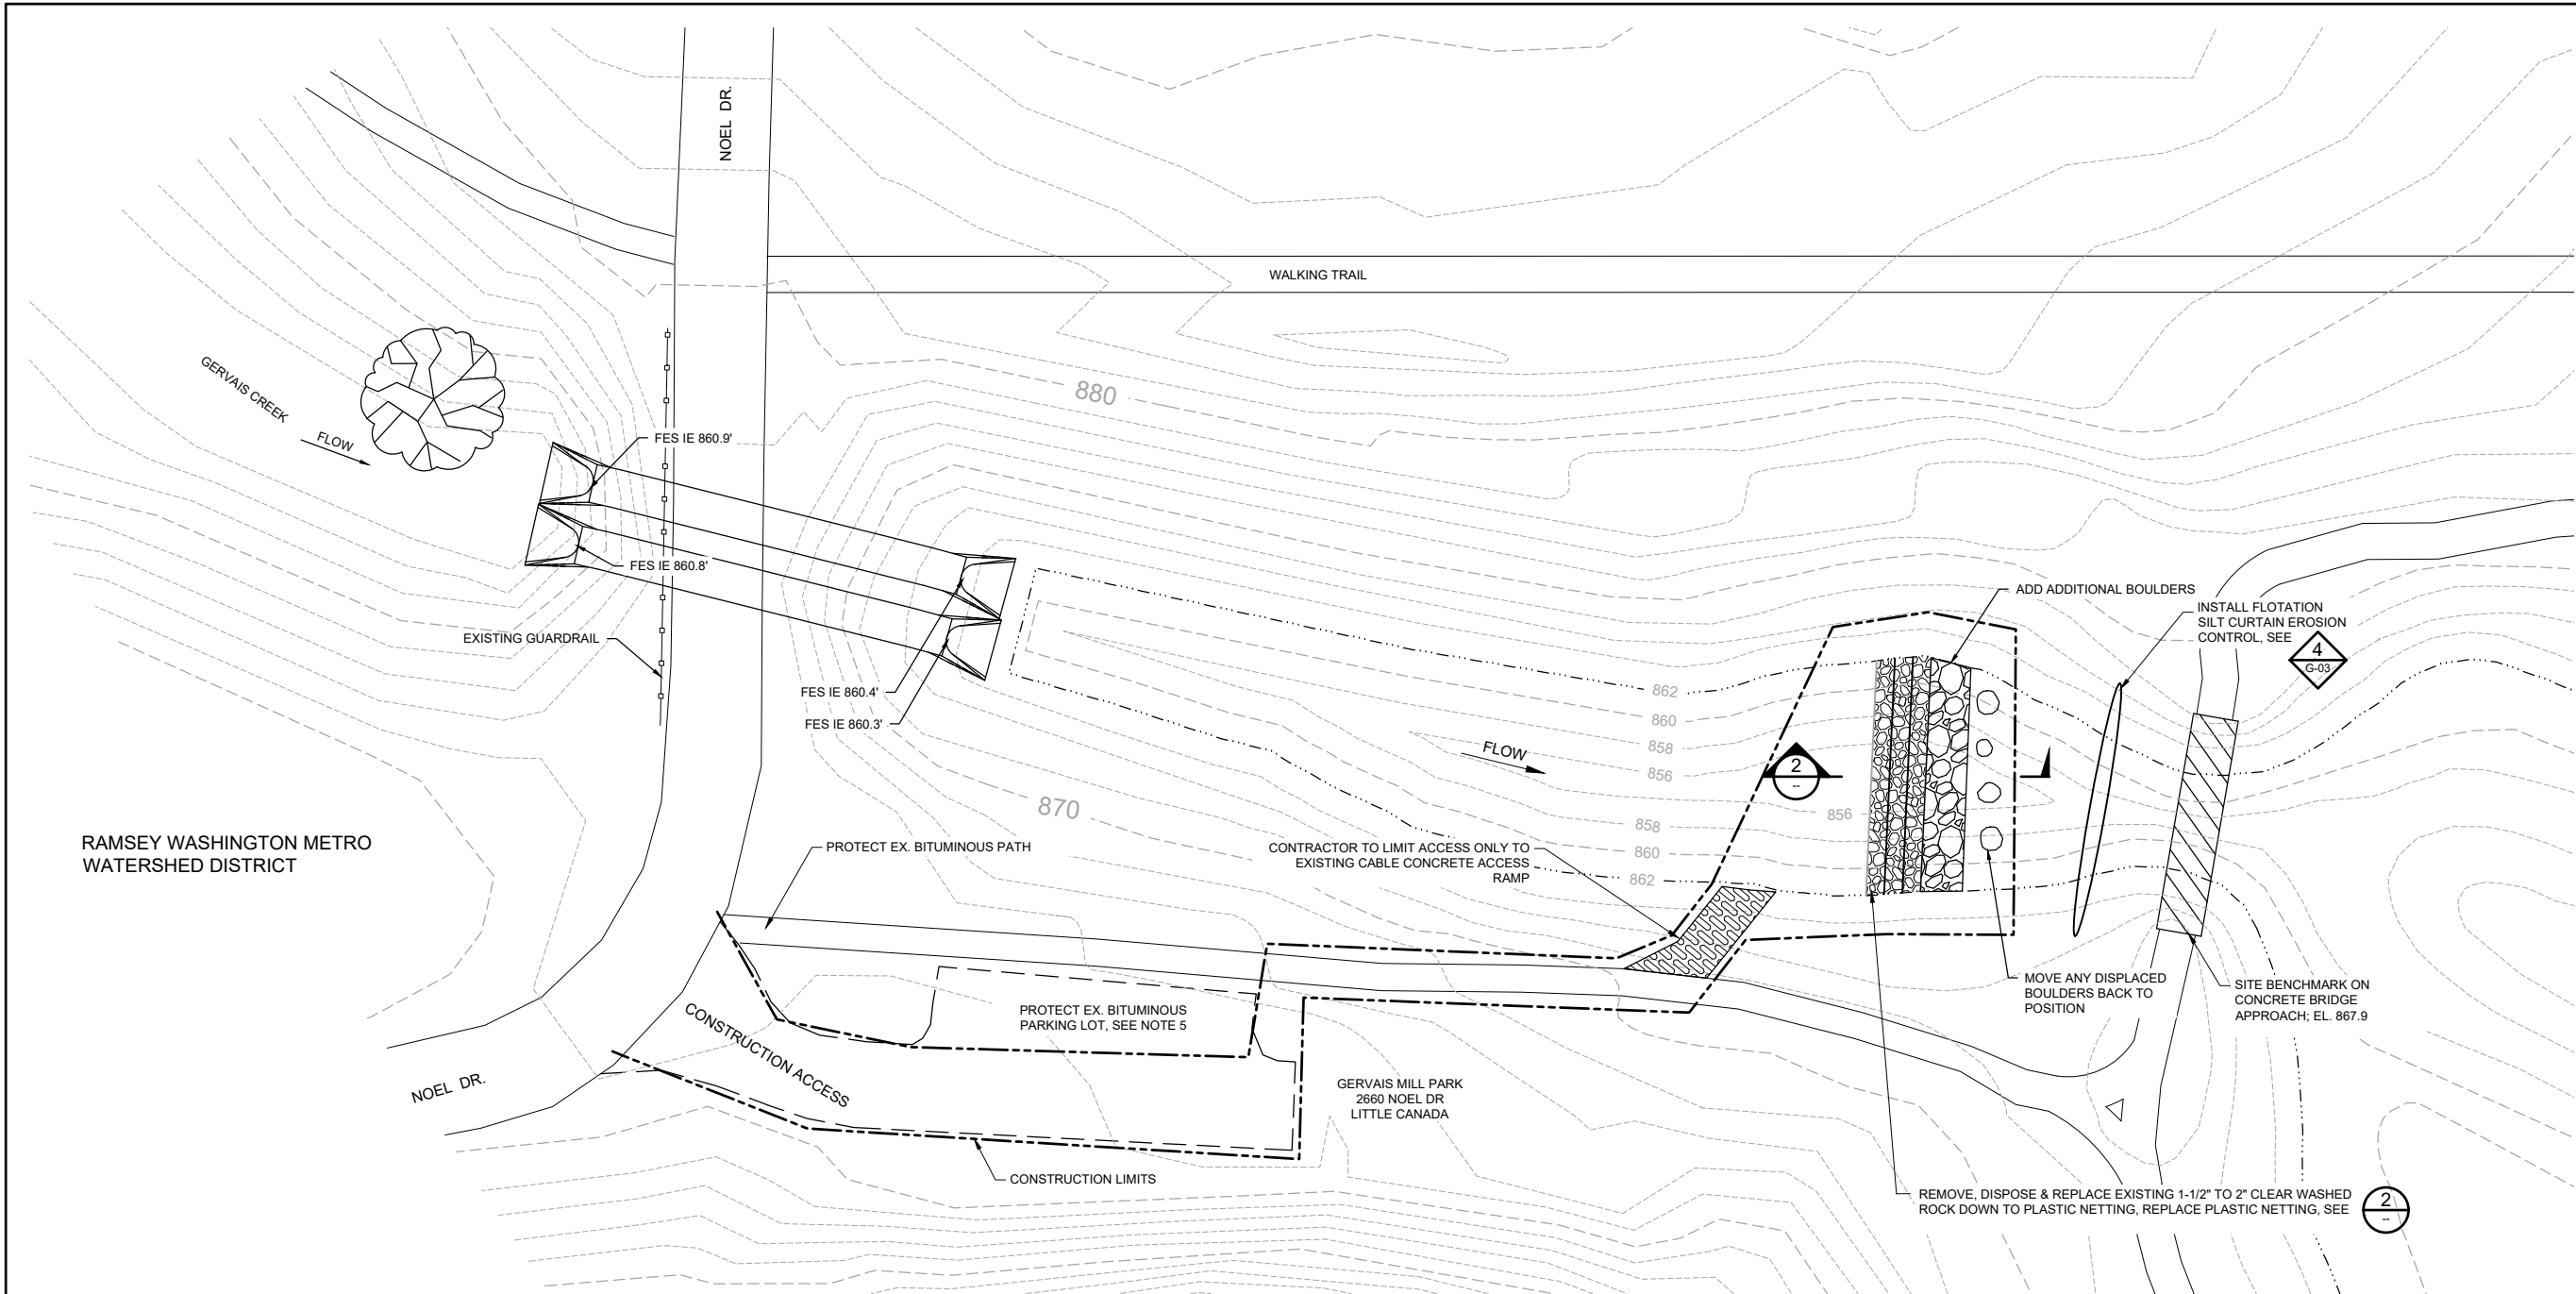 NOEL DR.
WALKING TRAIL
880
GERVAIS CREEK
FLOW
FES IE 860.9'
FES IE 860.8'
EXISTING GUARDRAIL
FES IE 860.4'
FES IE 860.3'
ADD ADDITIONAL BOULDERS
INSTALL FLOTATION
SILT CURTAIN EROSION
CONTROL, SEE
4
G-03
862
860
858
856
FLOW
2
--
856
858
860
862
870
RAMSEY WASHINGTON METRO
WATERSHED DISTRICT
PROTECT EX. BITUMINOUS PATH
CONTRACTOR TO LIMIT ACCESS ONLY TO
EXISTING CABLE CONCRETE ACCESS
RAMP
MOVE ANY DISPLACED
BOULDERS BACK TO
POSITION
SITE BENCHMARK ON
CONCRETE BRIDGE
APPROACH; EL. 867.9
PROTECT EX. BITUMINOUS
PARKING LOT, SEE NOTE 5
CONSTRUCTION ACCESS
NOEL DR.
GERVAIS MILL PARK
2660 NOEL DR
LITTLE CANADA
CONSTRUCTION LIMITS
REMOVE, DISPOSE & REPLACE EXISTING 1-1/2" TO 2" CLEAR WASHED
ROCK DOWN TO PLASTIC NETTING, REPLACE PLASTIC NETTING, SEE
2
--